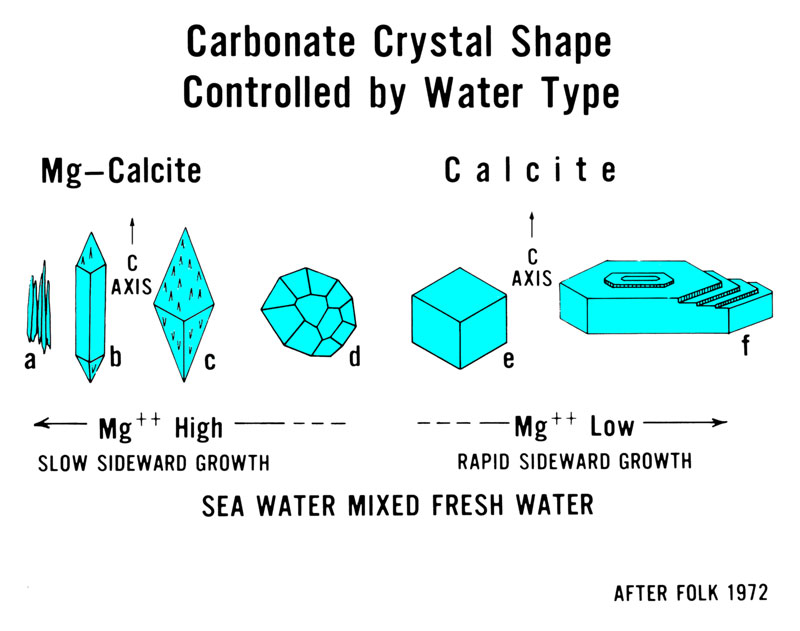 Carbonate Crystal Shape
Controlled by Water Type
Mg–Calcite
Calcite
C
AXIS
C
AXIS
a
b
c
d
e
f
Mg++ High
Mg++ Low
SLOW SIDEWARD GROWTH
RAPID SIDEWARD GROWTH
SEA WATER MIXED FRESH WATER
AFTER FOLK 1972